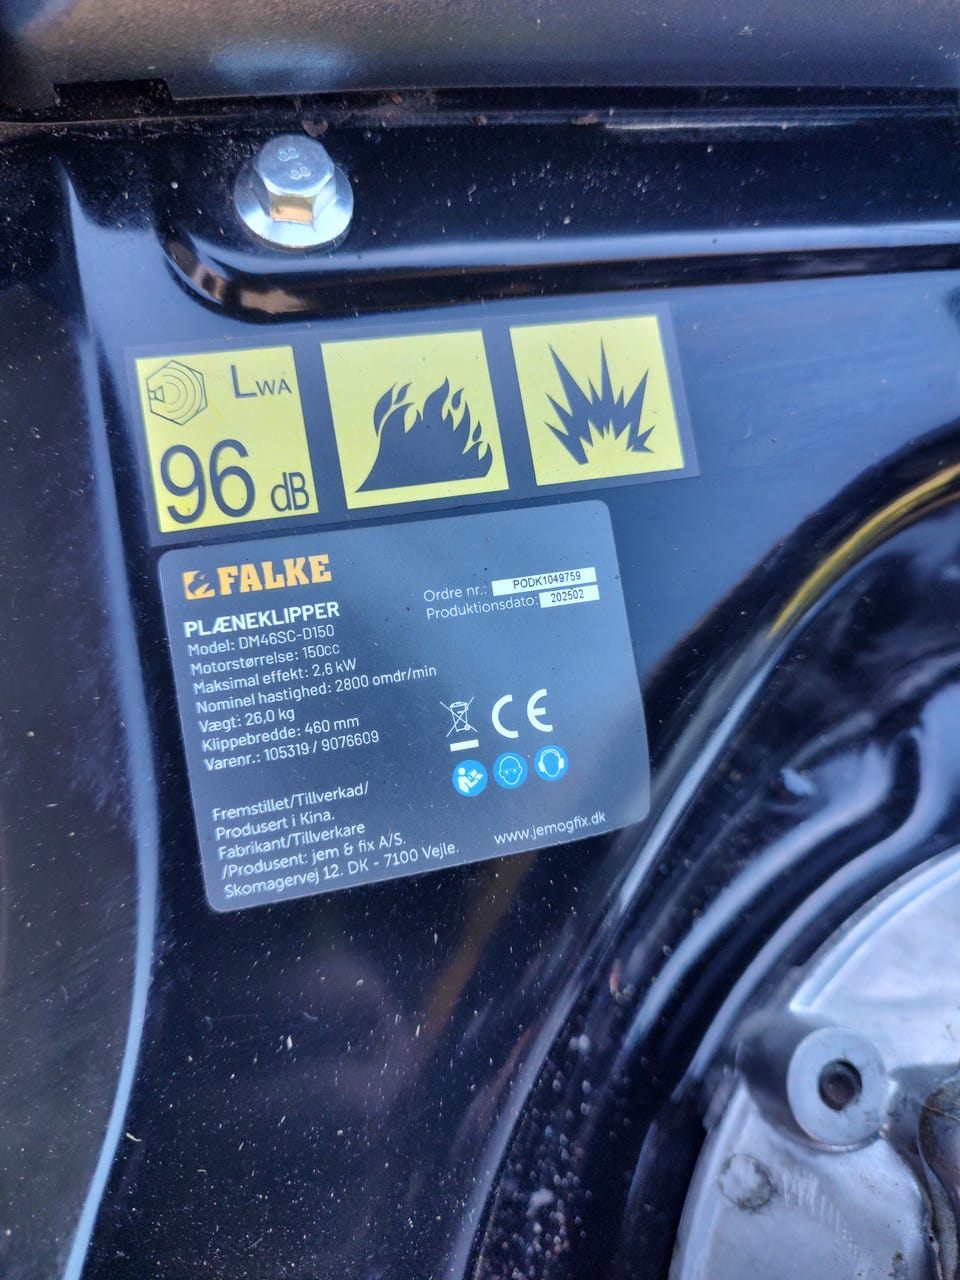 8.8
LWA
96 dB
FALKE
PLÆNEKLIPPER
Model: DM46SC-D150
Motorstørrelse: 150cc
Maksimal effekt: 2,6 kW
Nominel hastighed: 2800 omdr/min
Vægt: 26,0 kg
Klippebredde: 460 mm
Varenr.: 105319 / 9076609
Ordre nr.: PODK1049759
Produktionsdato: 202502
CE
Fremstillet/Tillverkad/
Produsert i Kina.
Fabrikant/Tillverkare
/Produsent: jem & fix A/S.
Skomagervej 12. DK - 7100 Vejle.
www.jemogfix.dk